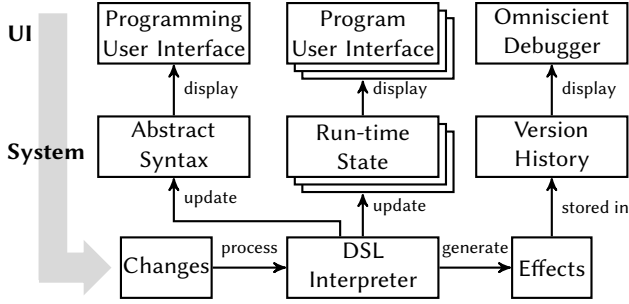 UI
Programming
User Interface
Program
User Interface
Omniscient
Debugger
display
display
display
System
Abstract
Syntax
Run-time
State
Version
History
update
update
stored in
Changes
process
DSL
Interpreter
generate
Effects